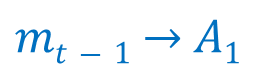 m_{t − 1} → A_1